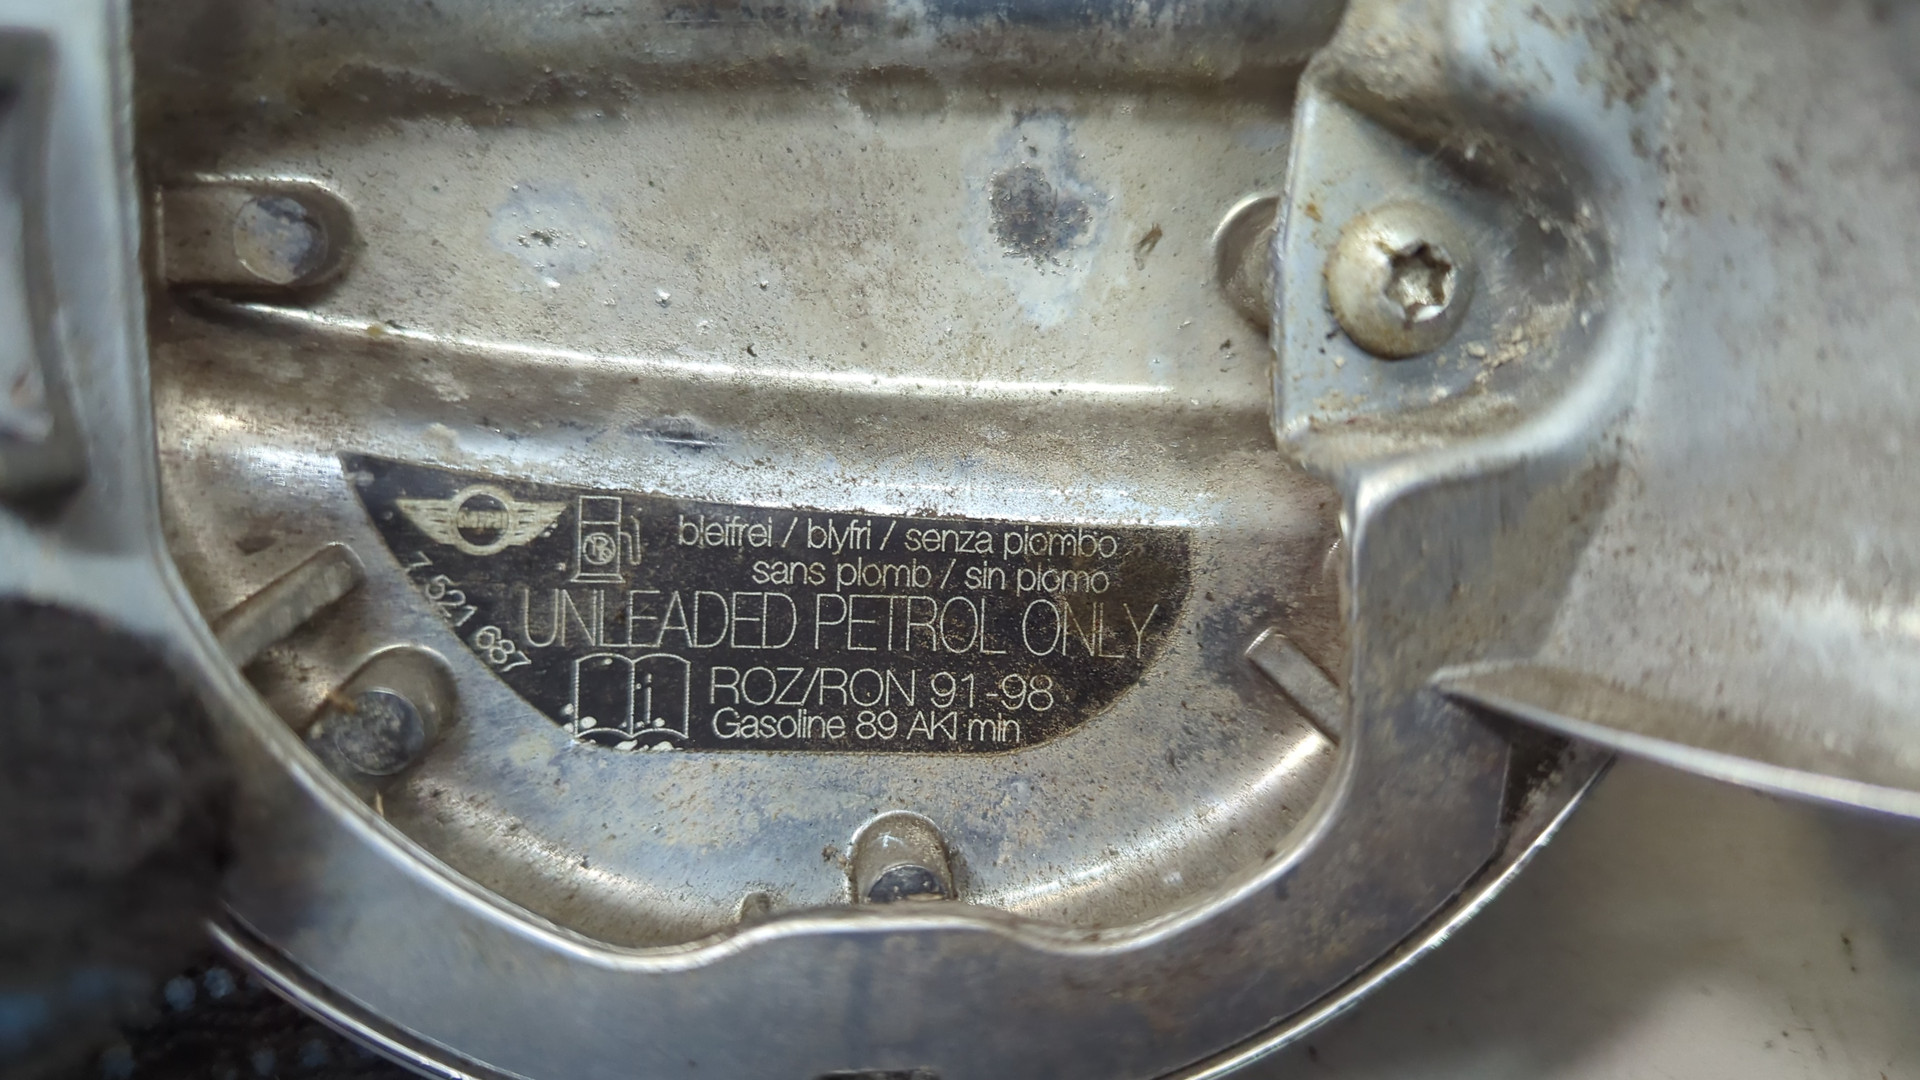 MINI
bleifrei / blyfri / senza piombo
sans plomb / sin plomo
UNLEADED PETROL ONLY
7 521 687
i ROZ/RON 91-98
Gasoline 89 AKI min